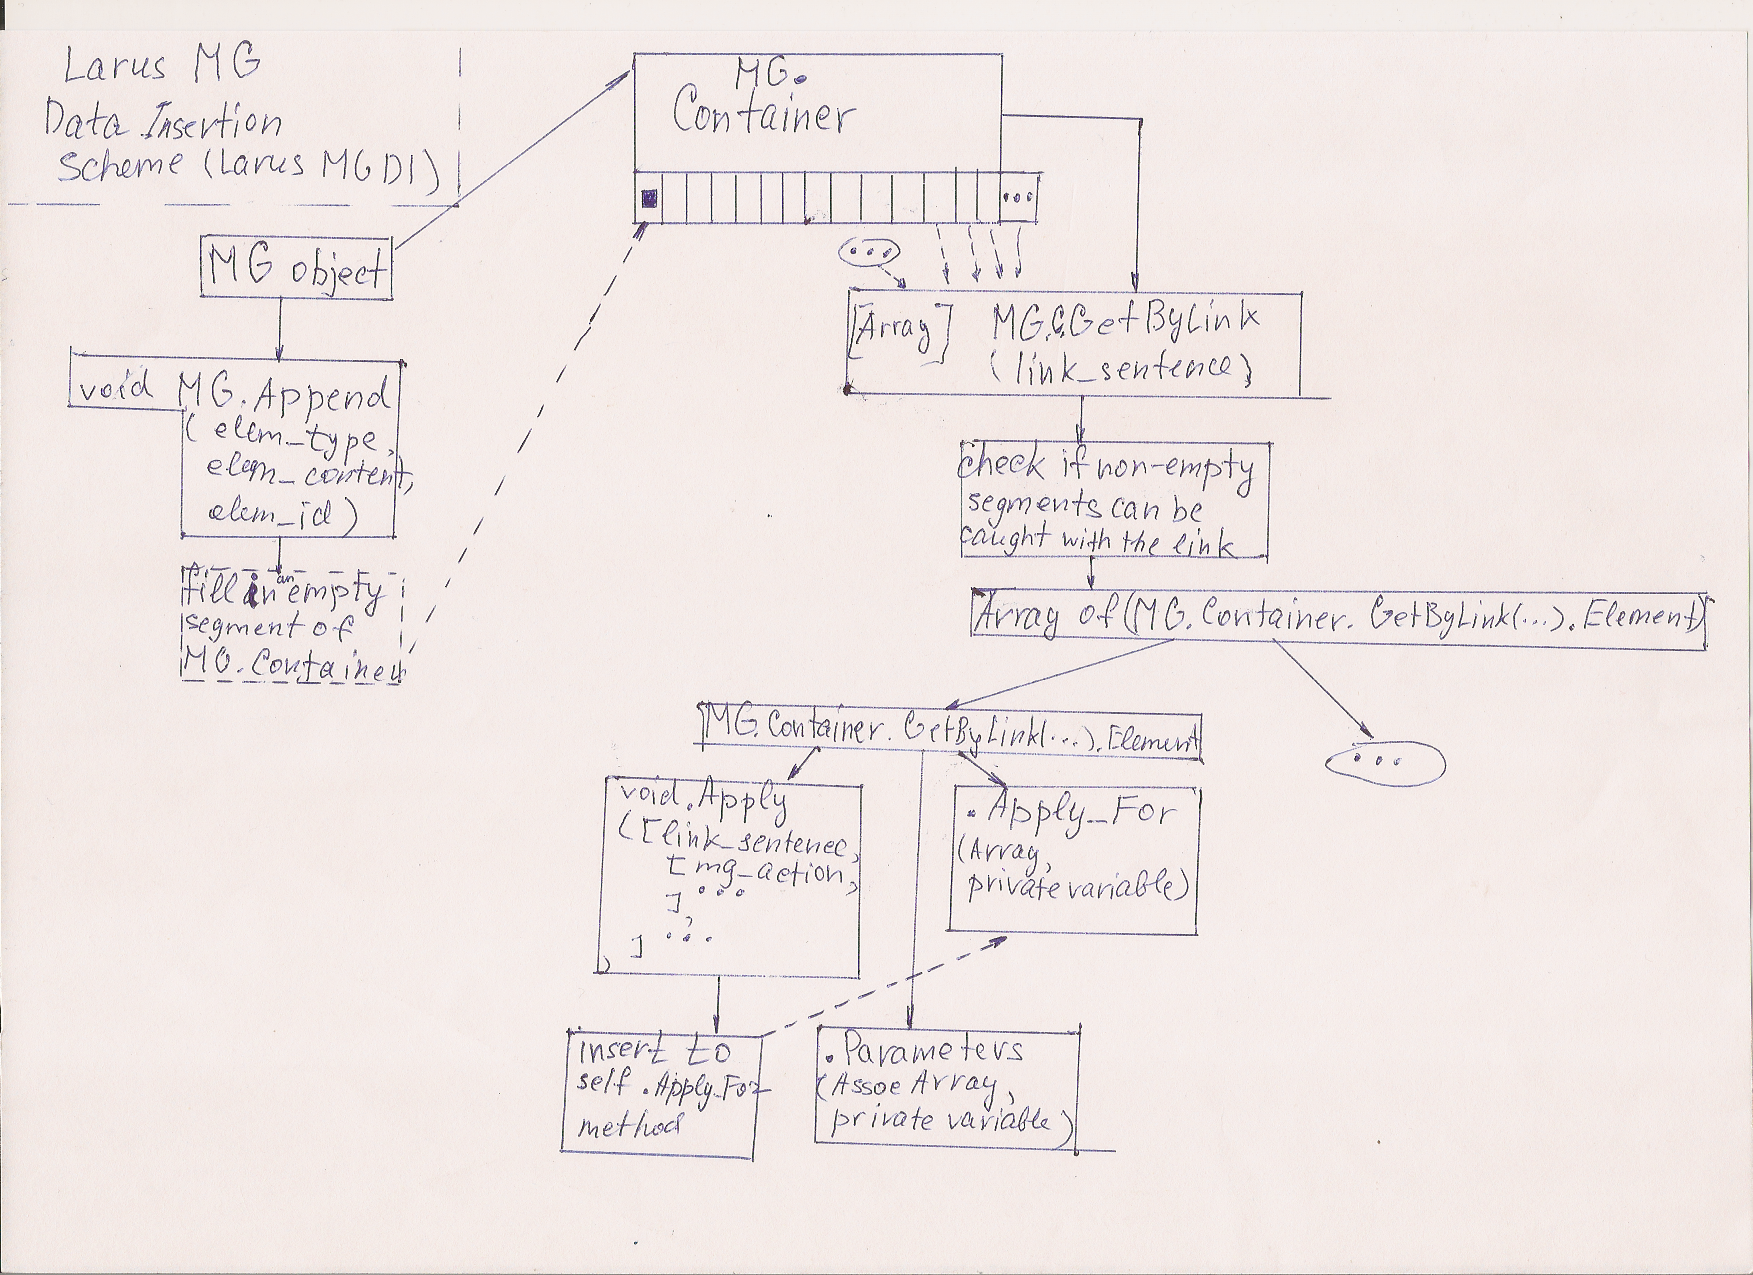 Larus MG
Data Insertion
Scheme (Larus MGDI)
MG.
Container
...
MG object
...
[Array] MG.C.GetByLink
(link_sentence)
void MG.Append
(elem_type,
elem_content,
elem_id)
check if non-empty
segments can be
caught with the link
fill in an empty
segment of
MG.Container
Array of (MG.Container.GetByLink(...).Element)
MG.Container.GetByLink(...).Element
...
void.Apply
([link_sentence,
[mg_action,
] ...
,
] ...
)
.Apply_For
(Array,
private variable)
insert to
self.Apply_For
method
.Parameters
(Assoc Array,
private variable)